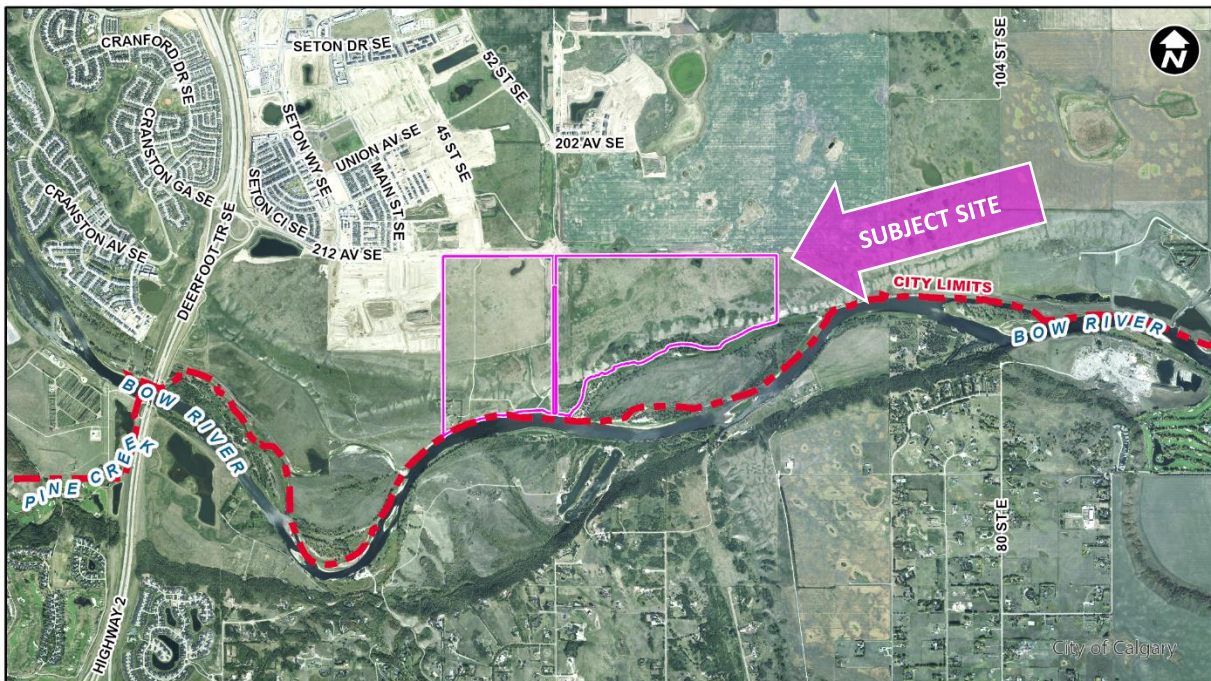 CRANFORD DR SE
SETON DR SE
52 ST SE
104 ST SE
N
CRANSTON GA SE
SETON WY SE
UNION AV SE
45 ST SE
202 AV SE
MAIN ST SE
CRANSTON AV SE
SETON CI SE
212 AV SE
DEERFOOT TR SE
SUBJECT SITE
CITY LIMITS
BOW RIVER
BOW RIVER
PINE CREEK
80 ST E
HIGHWAY 2
City of Calgary